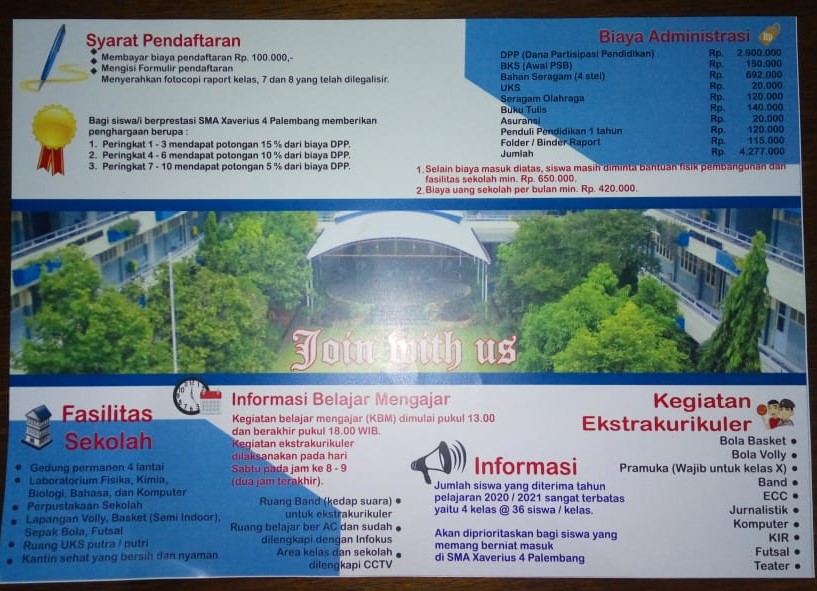 Syarat Pendaftaran
Membayar biaya pendaftaran Rp. 100.000,-
Mengisi Formulir pendaftaran
Menyerahkan fotocopi raport kelas, 7 dan 8 yang telah dilegalisir.
Bagi siswa/i berprestasi SMA Xaverius 4 Palembang memberikan
penghargaan berupa :
1. Peringkat 1 - 3 mendapat potongan 15 % dari biaya DPP.
2. Peringkat 4 - 6 mendapat potongan 10 % dari biaya DPP.
3. Peringkat 7 - 10 mendapat potongan 5 % dari biaya DPP.
Biaya Administrasi
Rp
DPP (Dana Partisipasi Pendidikan) Rp. 2.900.000
BKS (Awal PSB) Rp. 150.000
Bahan Seragam (4 stel) Rp. 692.000
UKS Rp. 20.000
Seragam Olahraga Rp. 120.000
Buku Tulis Rp. 140.000
Asuransi Rp. 20.000
Penduli Pendidikan 1 tahun Rp. 120.000
Folder / Binder Raport Rp. 115.000
Jumlah Rp. 4.277.000
1. Selain biaya masuk diatas, siswa masih diminta bantuan fisik pembangunan dan
fasilitas sekolah min. Rp. 650.000.
2. Biaya uang sekolah per bulan min. Rp. 420.000.
Join with us
Fasilitas
Sekolah
Gedung permanen 4 lantai
Laboratorium Fisika, Kimia,
Biologi, Bahasa, dan Komputer
Perpustakaan Sekolah
Lapangan Volly, Basket (Semi Indoor),
Sepak Bola, Futsal
Ruang UKS putra / putri
Kantin sehat yang bersih dan nyaman
Informasi Belajar Mengajar
Kegiatan belajar mengajar (KBM) dimulai pukul 13.00
dan berakhir pukul 18.00 WIB.
Kegiatan ekstrakurikuler
dilaksanakan pada hari
Sabtu pada jam ke 8 - 9
(dua jam terakhir).
Ruang Band (kedap suara)
untuk ekstrakurikuler
Ruang belajar ber AC dan sudah
dilengkapi dengan Infokus
Area kelas dan sekolah
dilengkapi CCTV
Informasi
Jumlah siswa yang diterima tahun
pelajaran 2020 / 2021 sangat terbatas
yaitu 4 kelas @ 36 siswa / kelas.
Akan dipriorotaskan bagi siswa yang
memang berniat masuk
di SMA Xaverius 4 Palembang
Kegiatan
Ekstrakurikuler
Bola Basket
Bola Volly
Pramuka (Wajib untuk kelas X)
Band
ECC
Jurnalistik
Komputer
KIR
Futsal
Teater